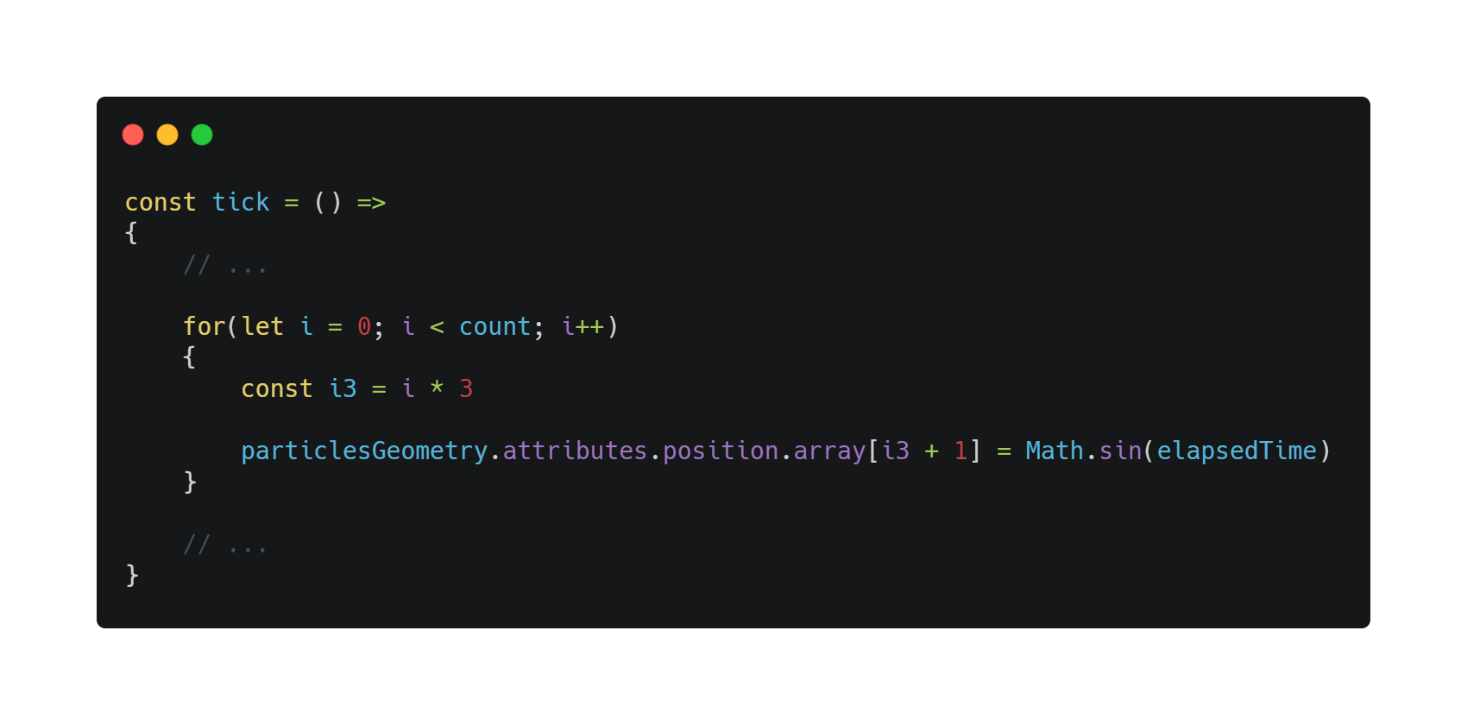 const tick = () =>
{
    // ...

    for(let i = 0; i < count; i++)
    {
        const i3 = i * 3

        particlesGeometry.attributes.position.array[i3 + 1] = Math.sin(elapsedTime)
    }

    // ...
}